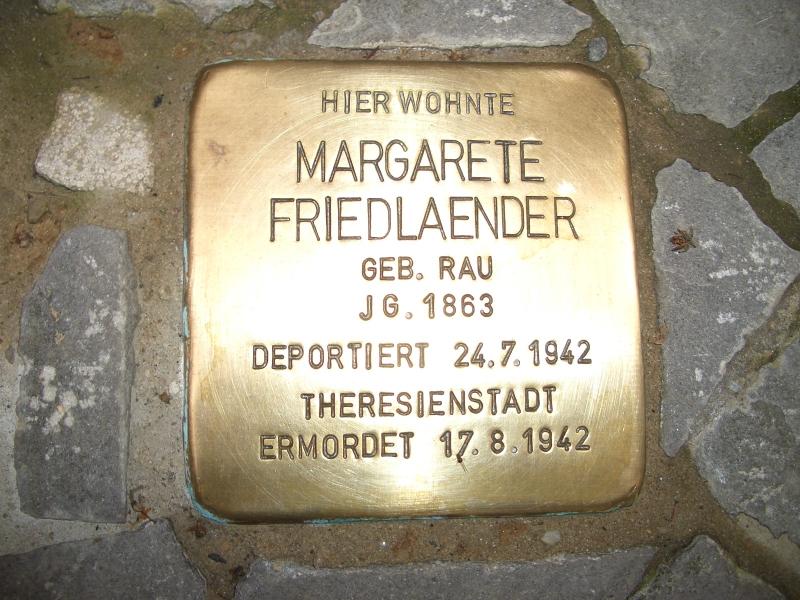 HIER WOHNTE
MARGARETE
FRIEDLAENDER
GEB. RAU
JG. 1863
DEPORTIERT 24.7.1942
THERESIENSTADT
ERMORDET 17.8.1942